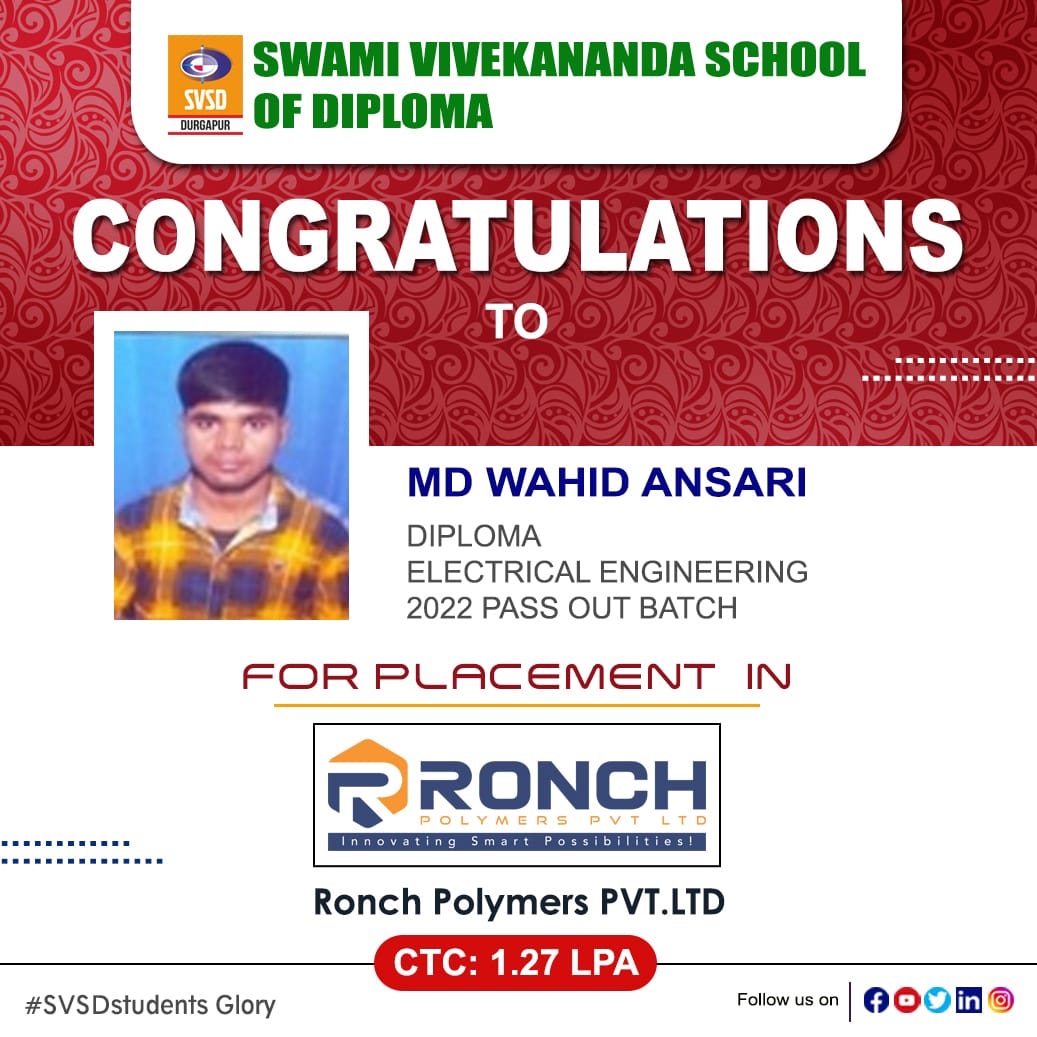 SVSD
DURGAPUR
SWAMI VIVEKANANDA SCHOOL
OF DIPLOMA
CONGRATULATIONS
TO
MD WAHID ANSARI
DIPLOMA
ELECTRICAL ENGINEERING
2022 PASS OUT BATCH
FOR PLACEMENT IN
RONCH
POLYMERS PVT LTD
Innovating Smart Possibilities!
Ronch Polymers PVT.LTD
CTC: 1.27 LPA
#SVSDstudents Glory
Follow us on